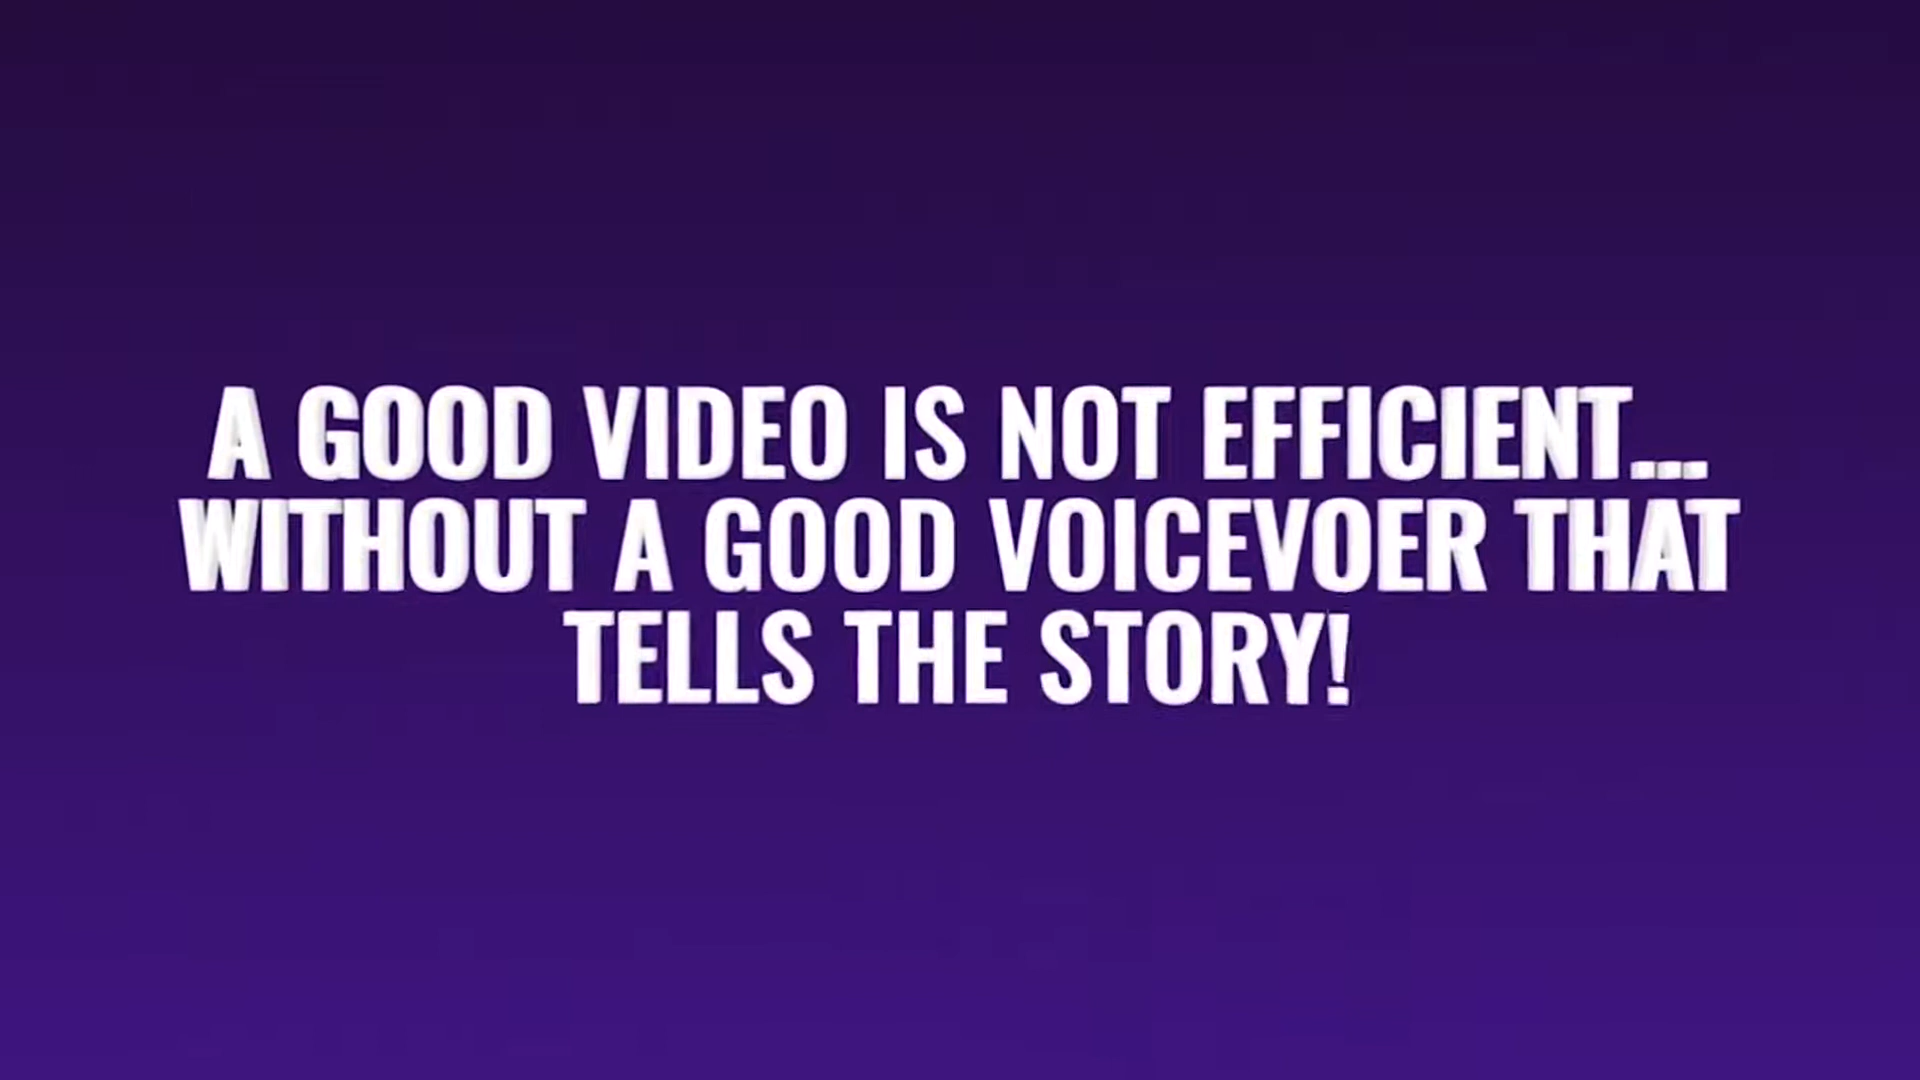 A GOOD VIDEO IS NOT EFFICIENT...
WITHOUT A GOOD VOICEVOER THAT
TELLS THE STORY!